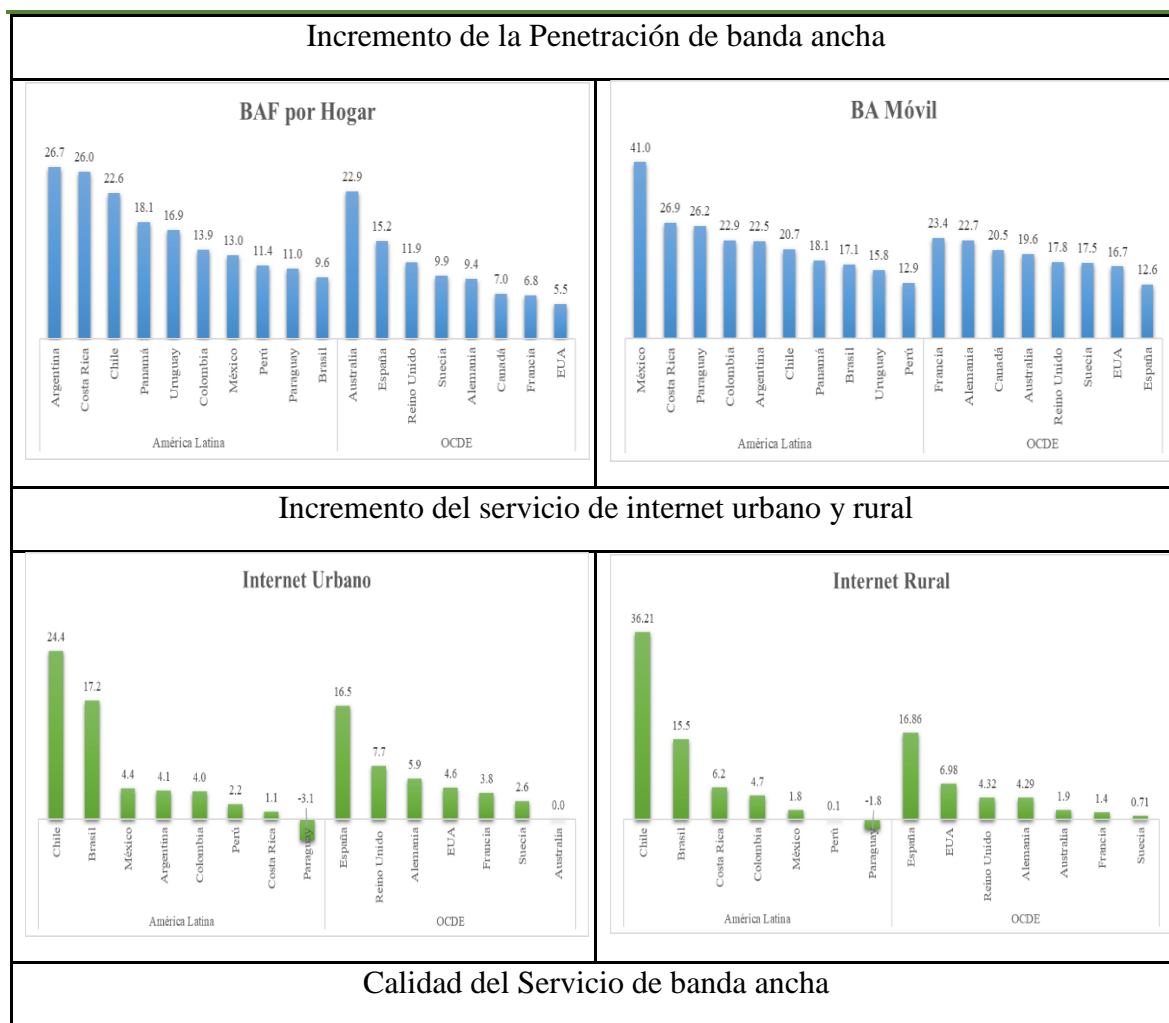 Incremento de la Penetración de banda ancha
BAF por Hogar
26.7
26.0
22.6
18.1
16.9
13.9
13.0
11.4
11.0
9.6
22.9
15.2
11.9
9.9
9.4
7.0
6.8
5.5
Argentina
Costa Rica
Chile
Panamá
Uruguay
Colombia
México
Perú
Paraguay
Brasil
Australia
España
Reino Unido
Suecia
Alemania
Canadá
Francia
EUA
América Latina
OCDE
BA Móvil
41.0
26.9
26.2
22.9
22.5
20.7
18.1
17.1
15.8
12.9
23.4
22.7
20.5
19.6
17.8
17.5
16.7
12.6
México
Costa Rica
Paraguay
Colombia
Argentina
Chile
Panamá
Brasil
Uruguay
Perú
Francia
Alemania
Canadá
Australia
Reino Unido
Suecia
EUA
España
América Latina
OCDE
Incremento del servicio de internet urbano y rural
Internet Urbano
24.4
17.2
4.4
4.1
4.0
2.2
1.1
-3.1
16.5
7.7
5.9
4.6
3.8
2.6
0.0
Chile
Brasil
México
Argentina
Colombia
Perú
Costa Rica
Paraguay
España
Reino Unido
Alemania
EUA
Francia
Suecia
Australia
América Latina
OCDE
Internet Rural
36.21
15.5
6.2
4.7
1.8
0.1
-1.8
16.86
6.98
4.32
4.29
1.9
1.4
0.71
Chile
Brasil
Costa Rica
Colombia
México
Perú
Paraguay
España
EUA
Reino Unido
Alemania
Australia
Francia
Suecia
América Latina
OCDE
Calidad del Servicio de banda ancha